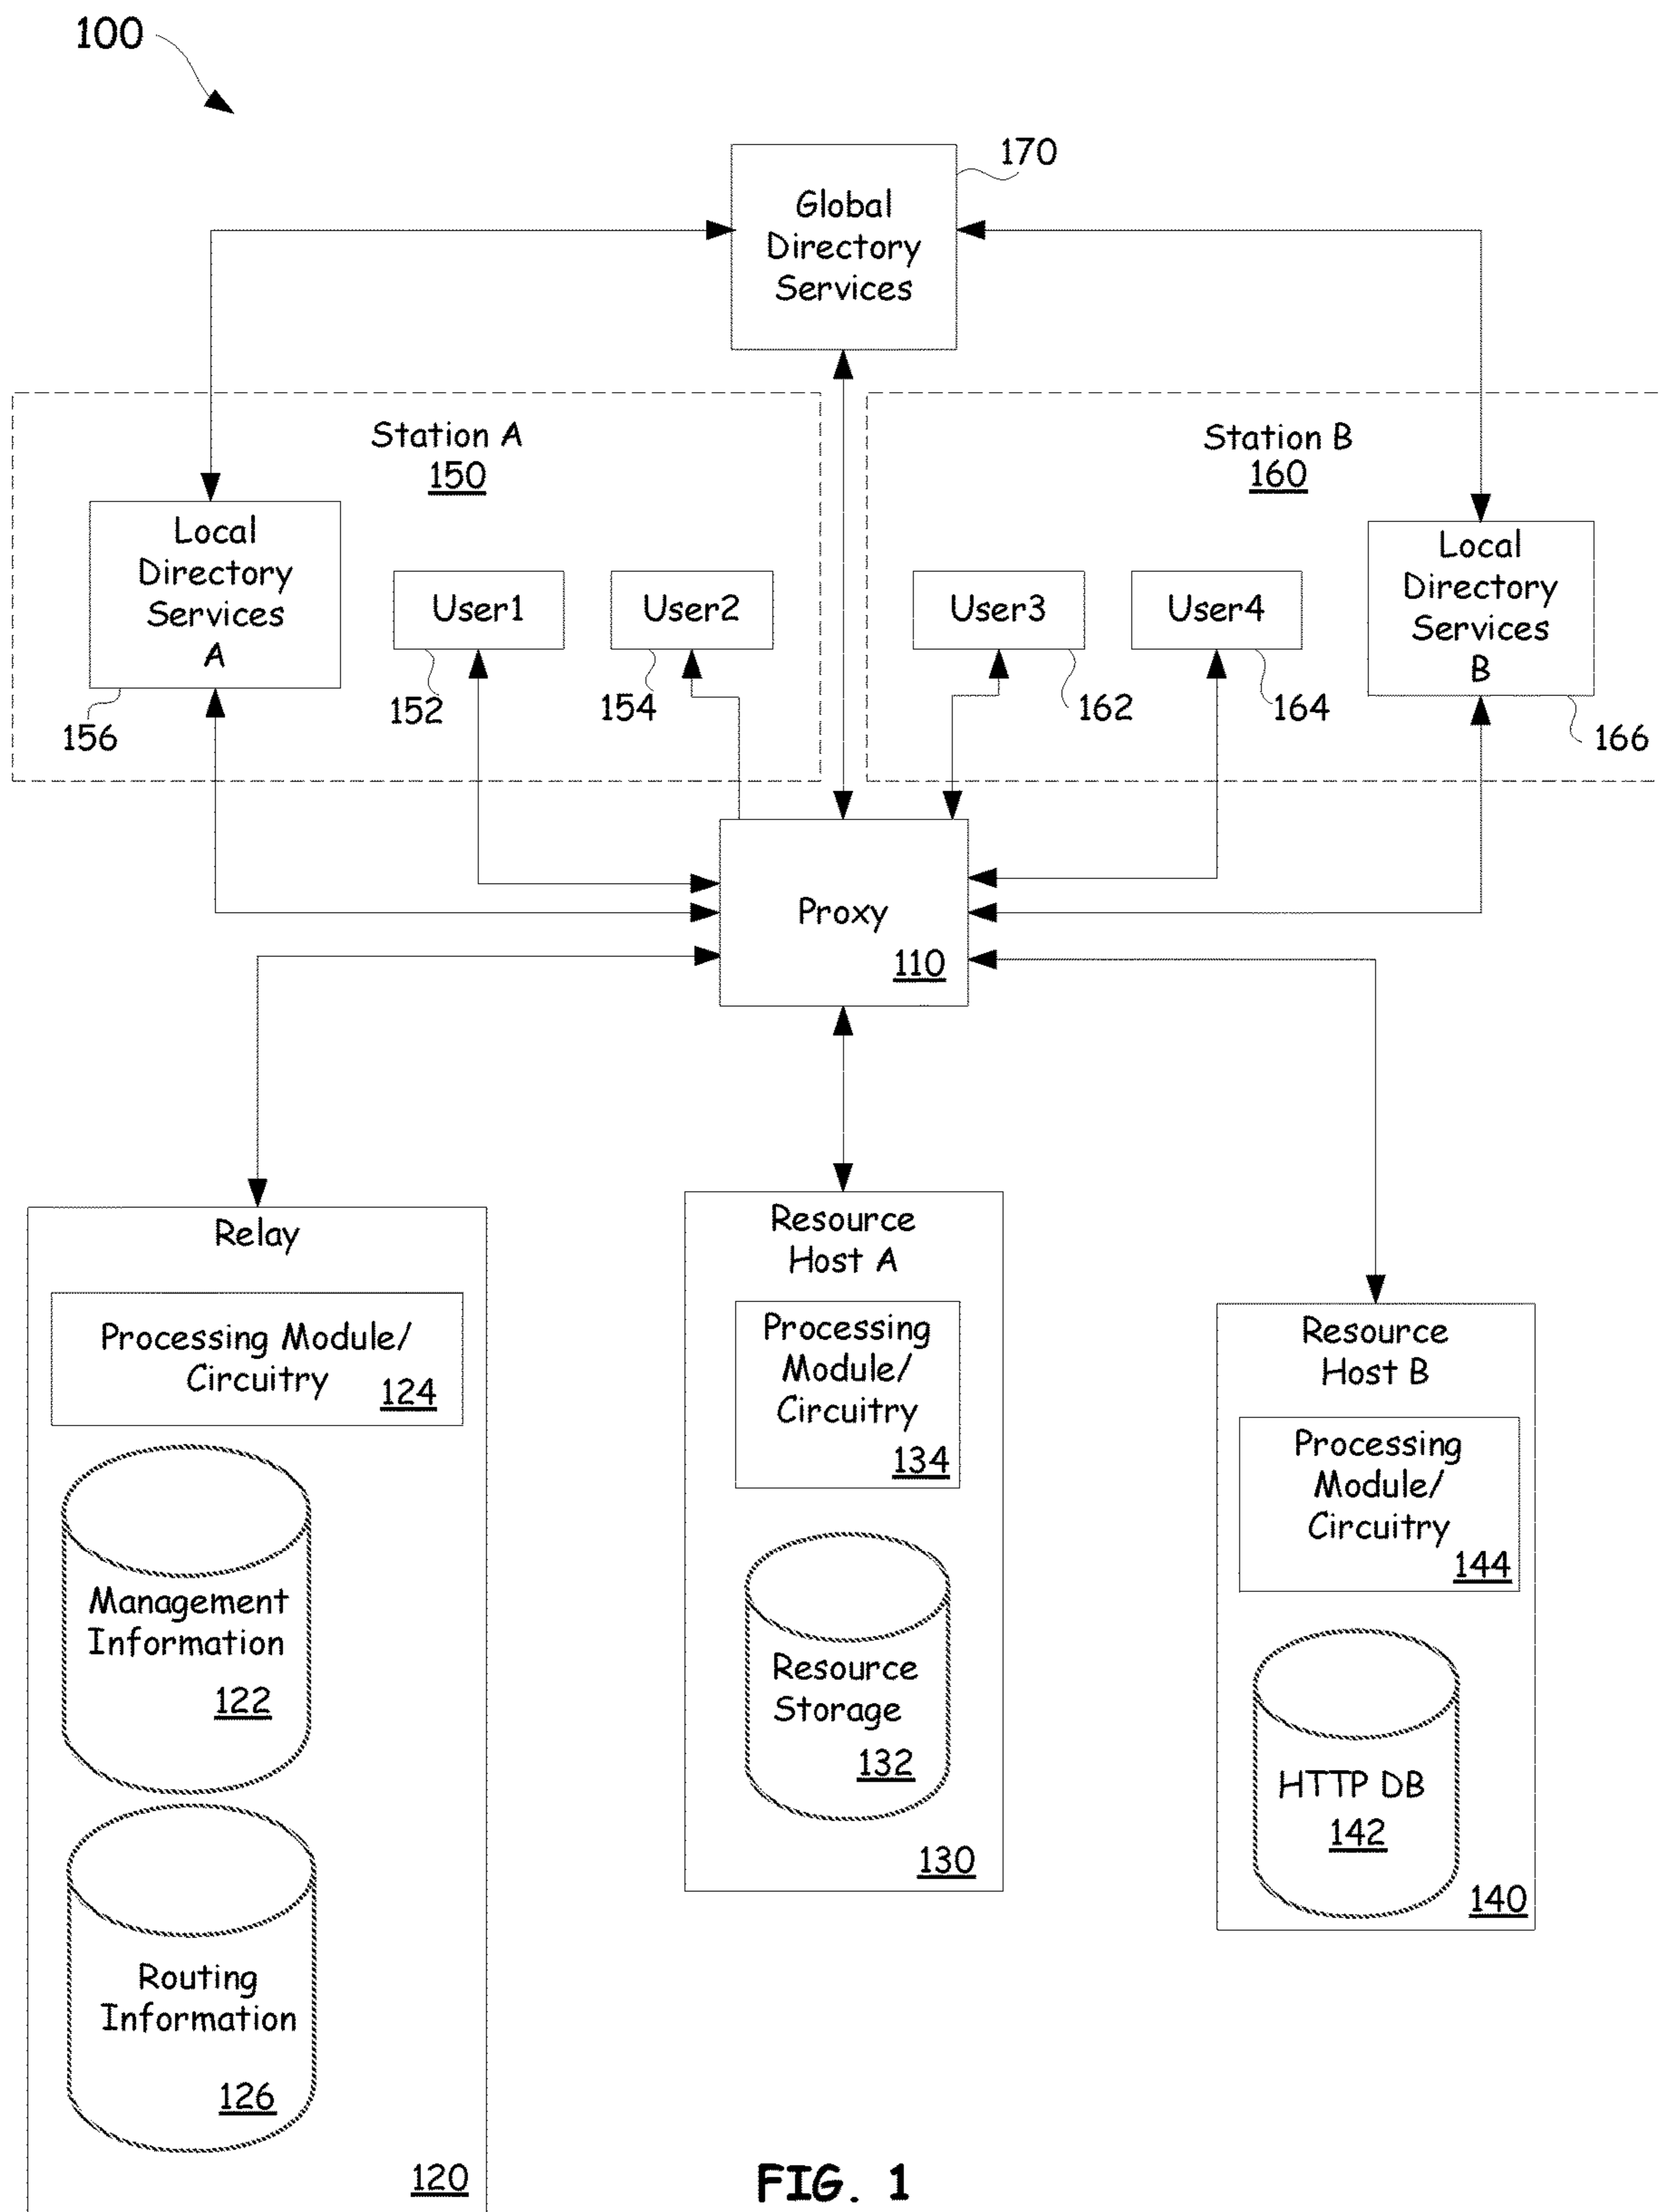 100
170
Global
Directory
Services
Station A
150
Station B
160
Local
Directory
Services
A
User1
User2
User3
User4
Local
Directory
Services
B
156
152
154
162
164
166
Proxy
110
Relay
Processing Module/
Circuitry
124
Management
Information
122
Routing
Information
126
120
Resource
Host A
Processing
Module/
Circuitry
134
Resource
Storage
132
130
Resource
Host B
Processing
Module/
Circuitry
144
HTTP DB
142
140
FIG. 1